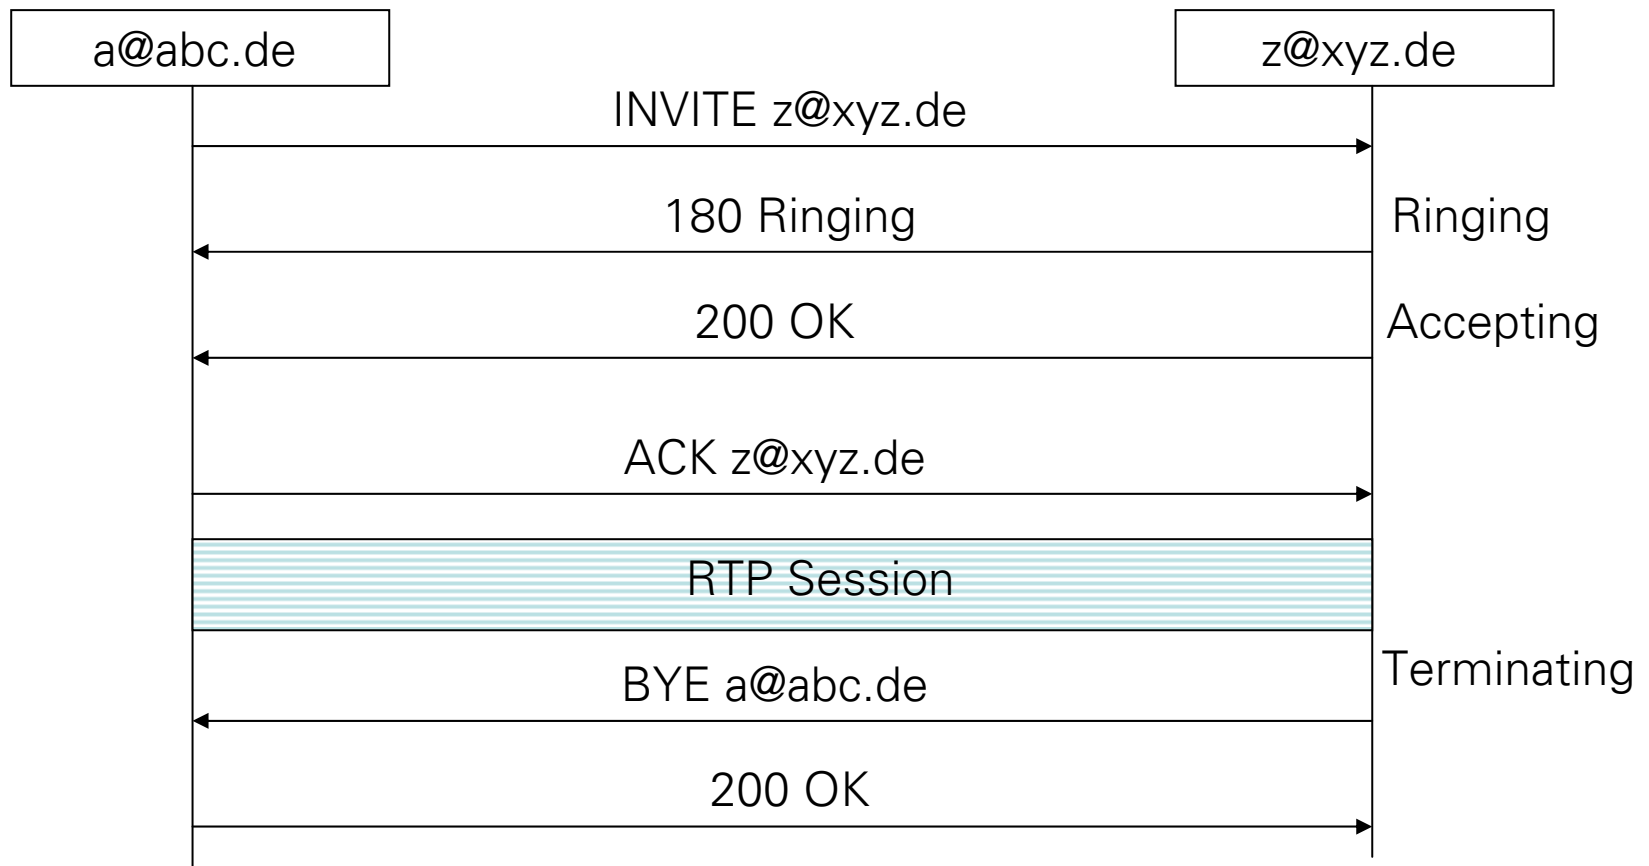 a@abc.de
z@xyz.de
INVITE z@xyz.de
180 Ringing
Ringing
200 OK
Accepting
ACK z@xyz.de
RTP Session
BYE a@abc.de
Terminating
200 OK